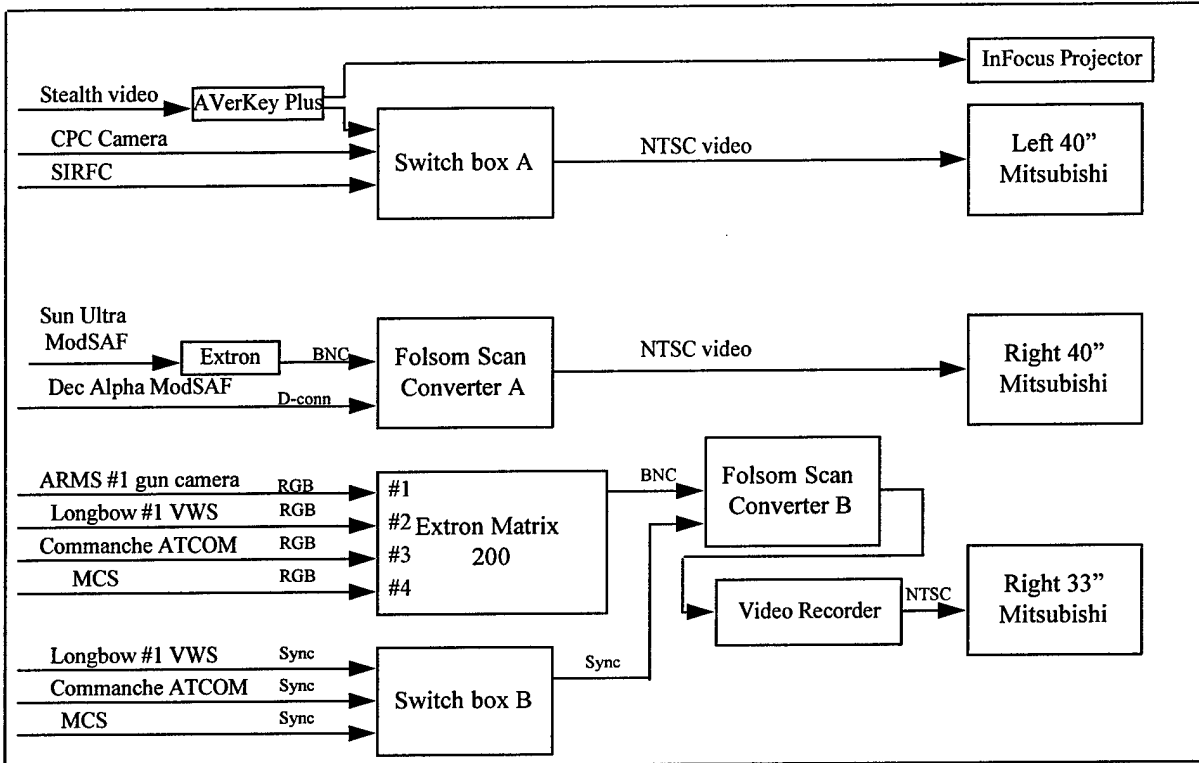 InFocus Projector
Stealth video
AVerKey Plus
CPC Camera
SIRFC
Switch box A
NTSC video
Left 40”
Mitsubishi
Sun Ultra
ModSAF
Extron
BNC
Dec Alpha ModSAF
D-conn
Folsom Scan
Converter A
NTSC video
Right 40”
Mitsubishi
ARMS #1 gun camera
RGB
#1
Longbow #1 VWS
RGB
#2
Commanche ATCOM
RGB
#3
MCS
RGB
#4
Extron Matrix
200
BNC
Folsom Scan
Converter B
Video Recorder
NTSC
Right 33”
Mitsubishi
Longbow #1 VWS
Sync
Commanche ATCOM
Sync
MCS
Sync
Switch box B
Sync